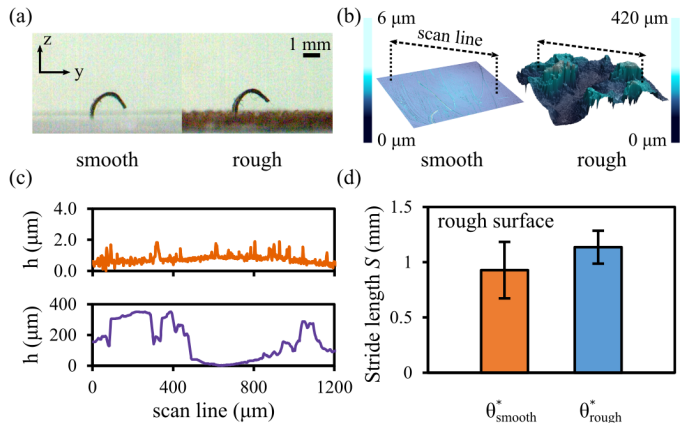 (a)
z
y
1 mm
smooth
rough
(b)
6 μm
0 μm
scan line
smooth
420 μm
0 μm
rough
(c)
h (μm)
4.0
2.0
0.0
h (μm)
400
200
0
0 400 800 1200
scan line (μm)
(d)
rough surface
Stride length S (mm)
1.5
1
0.5
0
θ*smooth
θ*rough